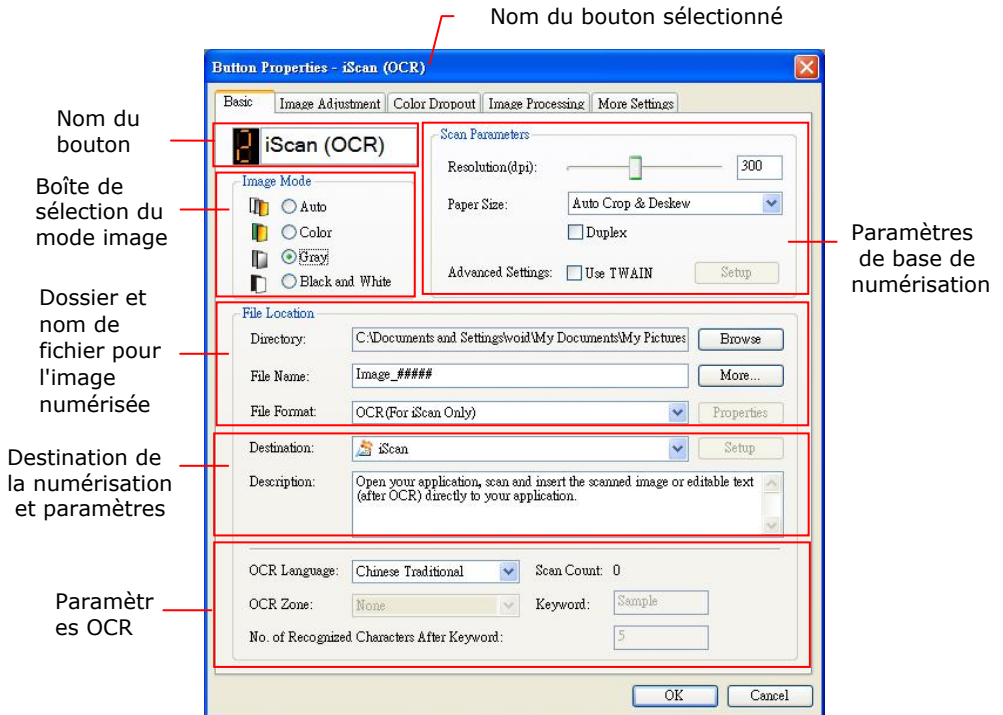 Nom du bouton sélectionné
Button Properties - iScan (OCR)
Basic Image Adjustment Color Dropout Image Processing More Settings
Nom du
bouton
2 iScan (OCR)
Boîte de
sélection du
mode image
Image Mode
Auto
Color
Gray
Black and White
Scan Parameters
Resolution(dpi): 300
Paper Size: Auto Crop & Deskew
Duplex
Advanced Settings: Use TWAIN Setup
Paramètres
de base de
numérisation
Dossier et
nom de
fichier pour
l'image
numérisée
File Location
Directory: C:\Documents and Settings\void\My Documents\My Pictures Browse
File Name: Image_##### More...
File Format: OCR(For iScan Only) Properties
Destination de
la numérisation
et paramètres
Destination: iScan Setup
Description: Open your application, scan and insert the scanned image or editable text
(after OCR) directly to your application.
Paramètr
es OCR
OCR Language: Chinese Traditional Scan Count: 0
OCR Zone: None Keyword: Sample
No. of Recognized Characters After Keyword: 5
OK Cancel